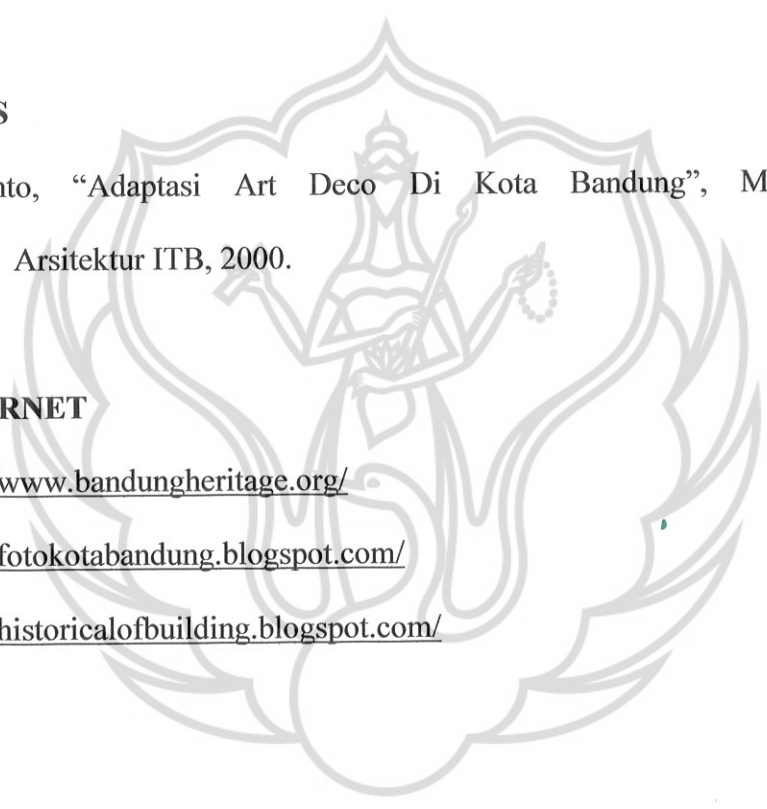 S
nto, “Adaptasi Art Deco Di Kota Bandung”, M
Arsitektur ITB, 2000.
RNET
www.bandungheritage.org/
fotokotabandung.blogspot.com/
historicalofbuilding.blogspot.com/